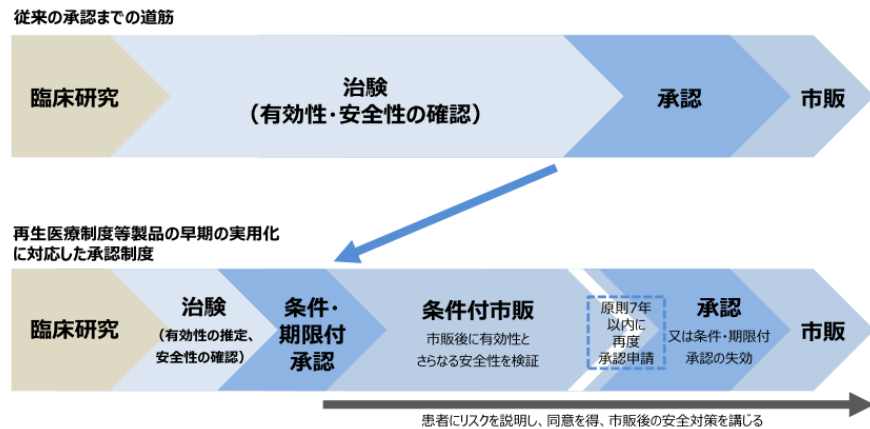 従来の承認までの道筋
臨床研究
治験
（有効性・安全性の確認）
承認
市販
再生医療制度等製品の早期の実用化
に対応した承認制度
臨床研究
治験
（有効性の推定、
安全性の確認）
条件・
期限付
承認
条件付市販
市販後に有効性と
さらなる安全性を検証
原則7年
以内に
再度
承認申請
承認
又は条件・期限付
承認の失効
市販
患者にリスクを説明し、同意を得、市販後の安全対策を講じる